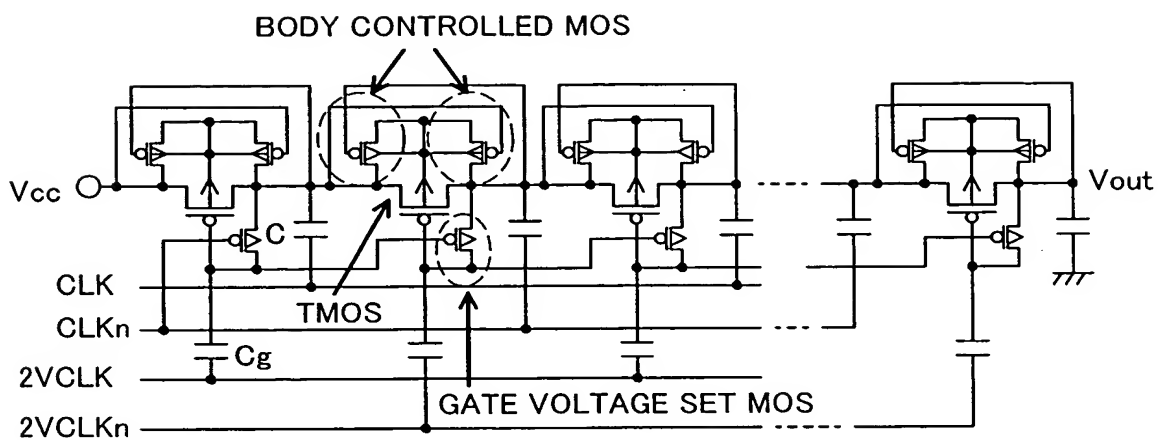 BODY CONTROLLED MOS
Vcc
Vout
C
CLK
TMOS
CLKn
Cg
2VCLK
GATE VOLTAGE SET MOS
2VCLKn